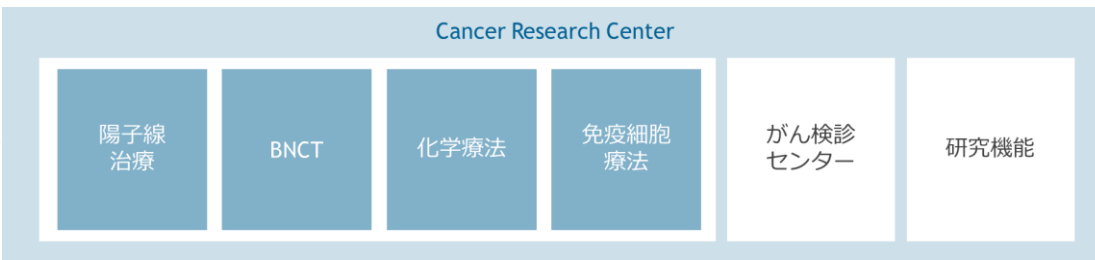 Cancer Research Center
陽子線
治療
BNCT
化学療法
免疫細胞
療法
がん検診
センター
研究機能